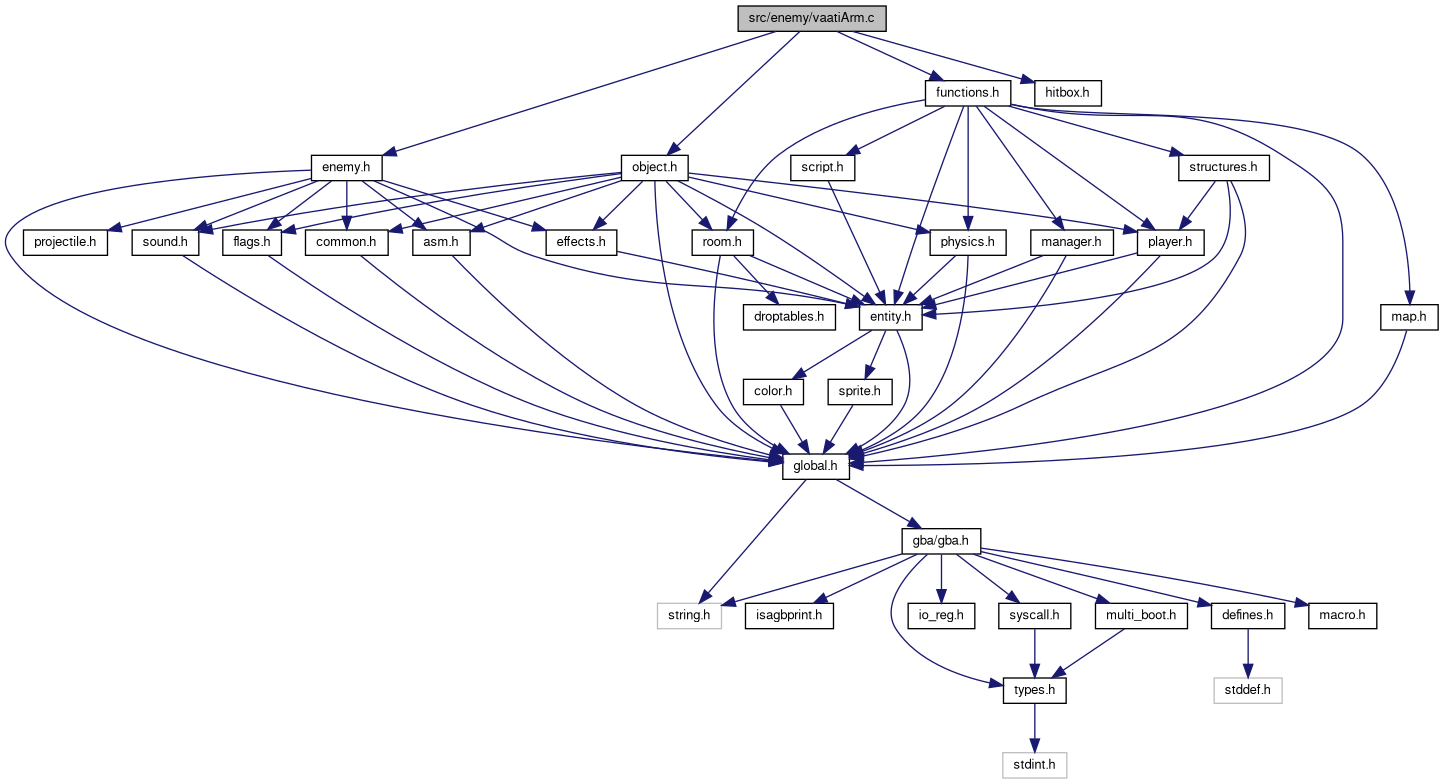 src/enemy/vaatiArm.c
functions.h
hitbox.h
enemy.h
object.h
script.h
structures.h
projectile.h
sound.h
flags.h
common.h
asm.h
effects.h
room.h
physics.h
manager.h
player.h
droptables.h
entity.h
map.h
color.h
sprite.h
global.h
gba/gba.h
string.h
isagbprint.h
io_reg.h
syscall.h
multi_boot.h
defines.h
macro.h
types.h
stddef.h
stdint.h